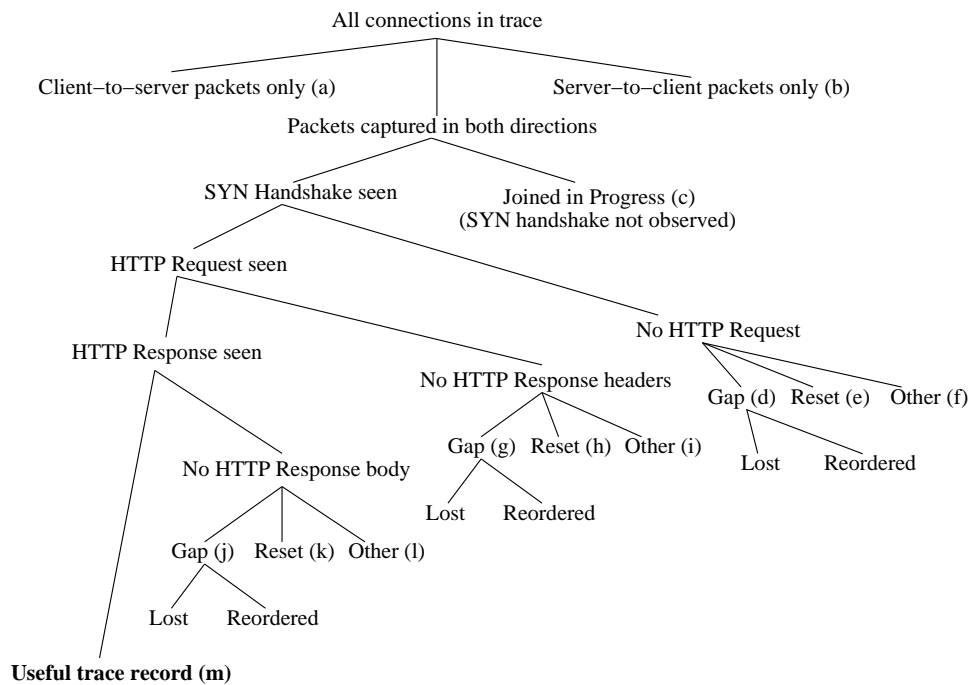 All connections in trace
Client−to−server packets only (a)
Server−to−client packets only (b)
Packets captured in both directions
SYN Handshake seen
Joined in Progress (c)
(SYN handshake not observed)
HTTP Request seen
No HTTP Request
HTTP Response seen
No HTTP Response headers
Gap (d)
Reset (e)
Other (f)
Gap (g)
Reset (h)
Other (i)
Lost
Reordered
No HTTP Response body
Lost
Reordered
Gap (j)
Reset (k)
Other (l)
Lost
Reordered
Useful trace record (m)